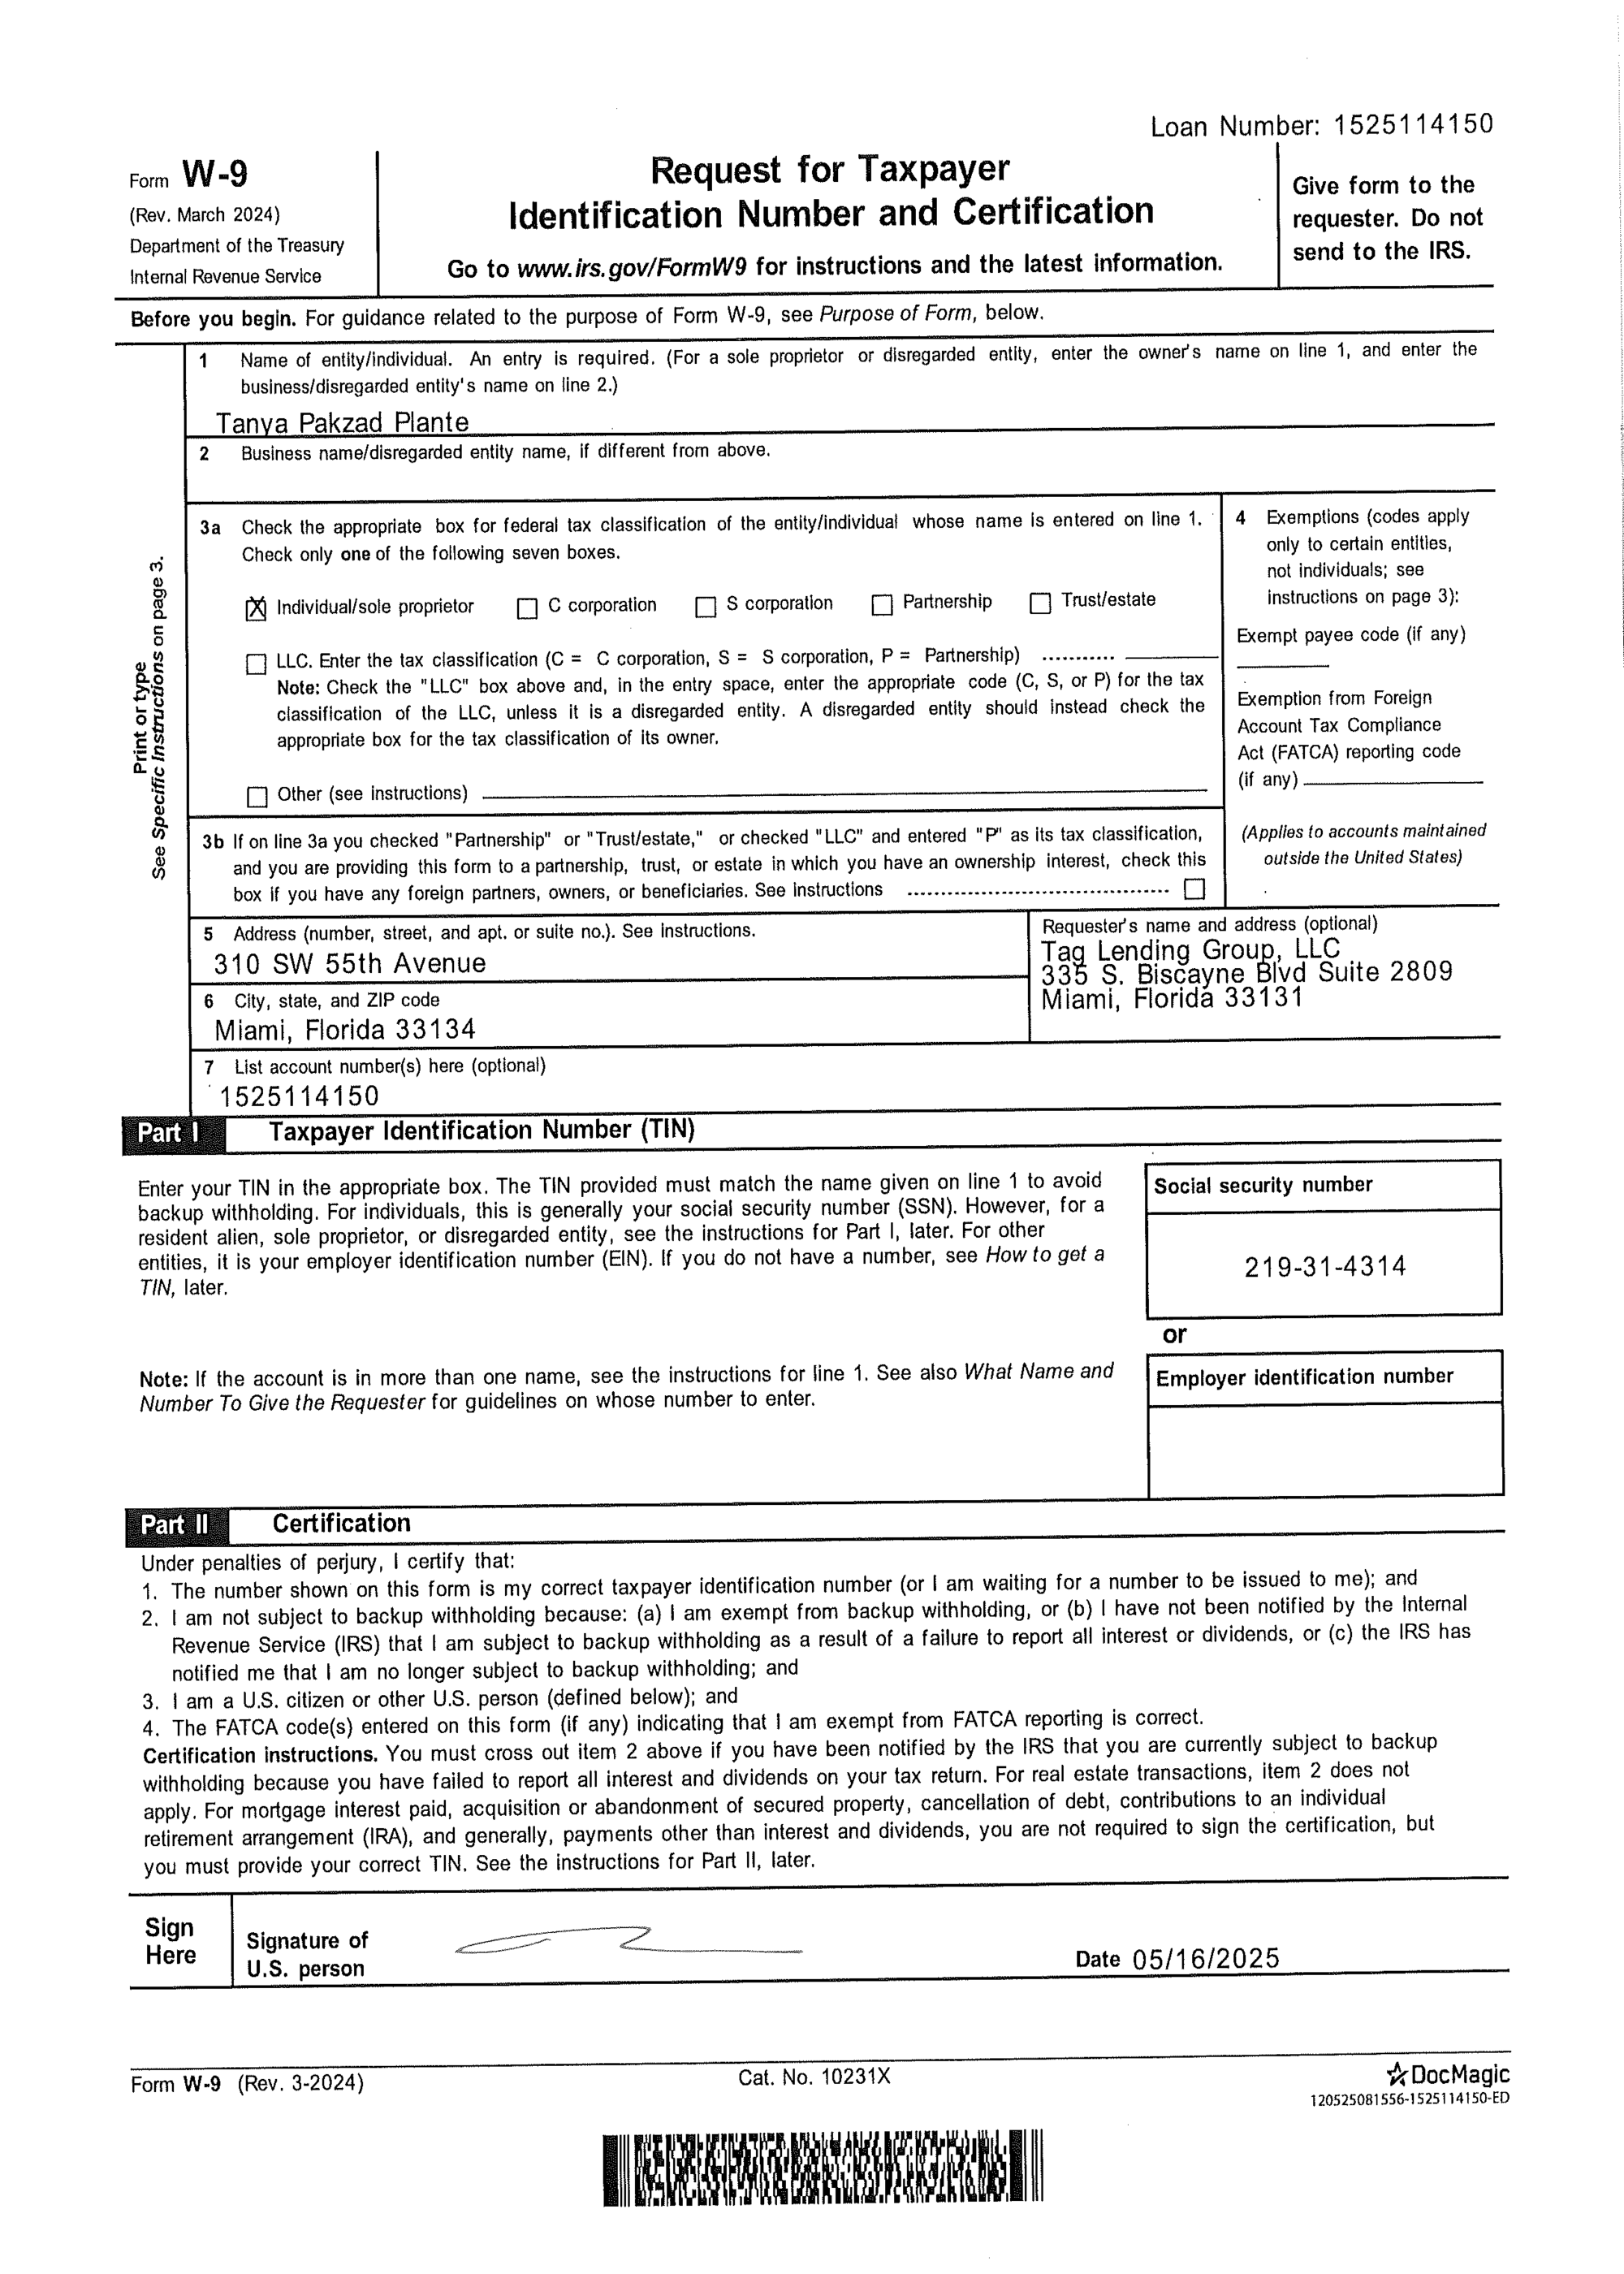 Loan Number: 1525114150
Form W-9
(Rev. March 2024)
Department of the Treasury
Internal Revenue Service
Request for Taxpayer
Identification Number and Certification
Go to www.irs.gov/FormW9 for instructions and the latest information.
Give form to the
requester. Do not
send to the IRS.
Before you begin. For guidance related to the purpose of Form W-9, see Purpose of Form, below.
Print or type
See Specific Instructions on page 3.
1 Name of entity/individual. An entry is required. (For a sole proprietor or disregarded entity, enter the owner's name on line 1, and enter the
business/disregarded entity's name on line 2.)
Tanya Pakzad Plante
2 Business name/disregarded entity name, if different from above.
3a Check the appropriate box for federal tax classification of the entity/individual whose name is entered on line 1.
Check only one of the following seven boxes.
X Individual/sole proprietor C corporation S corporation Partnership Trust/estate
LLC. Enter the tax classification (C = C corporation, S = S corporation, P = Partnership) ..........
Note: Check the "LLC" box above and, in the entry space, enter the appropriate code (C, S, or P) for the tax
classification of the LLC, unless it is a disregarded entity. A disregarded entity should instead check the
appropriate box for the tax classification of its owner.
Other (see instructions)
4 Exemptions (codes apply
only to certain entities,
not individuals; see
instructions on page 3):
Exempt payee code (if any)
Exemption from Foreign
Account Tax Compliance
Act (FATCA) reporting code
(if any)
(Applies to accounts maintained
outside the United States)
3b If on line 3a you checked "Partnership" or "Trust/estate," or checked "LLC" and entered "P" as its tax classification,
and you are providing this form to a partnership, trust, or estate in which you have an ownership interest, check this
box if you have any foreign partners, owners, or beneficiaries. See instructions ....................................
5 Address (number, street, and apt. or suite no.). See instructions.
310 SW 55th Avenue
6 City, state, and ZIP code
Miami, Florida 33134
Requester's name and address (optional)
Tag Lending Group, LLC
335 S. Biscayne Blvd Suite 2809
Miami, Florida 33131
7 List account number(s) here (optional)
1525114150
Part I Taxpayer Identification Number (TIN)
Enter your TIN in the appropriate box. The TIN provided must match the name given on line 1 to avoid
backup withholding. For individuals, this is generally your social security number (SSN). However, for a
resident alien, sole proprietor, or disregarded entity, see the instructions for Part I, later. For other
entities, it is your employer identification number (EIN). If you do not have a number, see How to get a
TIN, later.
Social security number
219-31-4314
or
Note: If the account is in more than one name, see the instructions for line 1. See also What Name and
Number To Give the Requester for guidelines on whose number to enter.
Employer identification number
Part II Certification
Under penalties of perjury, I certify that:
1. The number shown on this form is my correct taxpayer identification number (or I am waiting for a number to be issued to me); and
2. I am not subject to backup withholding because: (a) I am exempt from backup withholding, or (b) I have not been notified by the Internal
Revenue Service (IRS) that I am subject to backup withholding as a result of a failure to report all interest or dividends, or (c) the IRS has
notified me that I am no longer subject to backup withholding; and
3. I am a U.S. citizen or other U.S. person (defined below); and
4. The FATCA code(s) entered on this form (if any) indicating that I am exempt from FATCA reporting is correct.
Certification instructions. You must cross out item 2 above if you have been notified by the IRS that you are currently subject to backup
withholding because you have failed to report all interest and dividends on your tax return. For real estate transactions, item 2 does not
apply. For mortgage interest paid, acquisition or abandonment of secured property, cancellation of debt, contributions to an individual
retirement arrangement (IRA), and generally, payments other than interest and dividends, you are not required to sign the certification, but
you must provide your correct TIN. See the instructions for Part II, later.
Sign
Here
Signature of
U.S. person
Date 05/16/2025
Form W-9 (Rev. 3-2024)
Cat. No. 10231X
DocMagic
120525081556-1525114150-ED